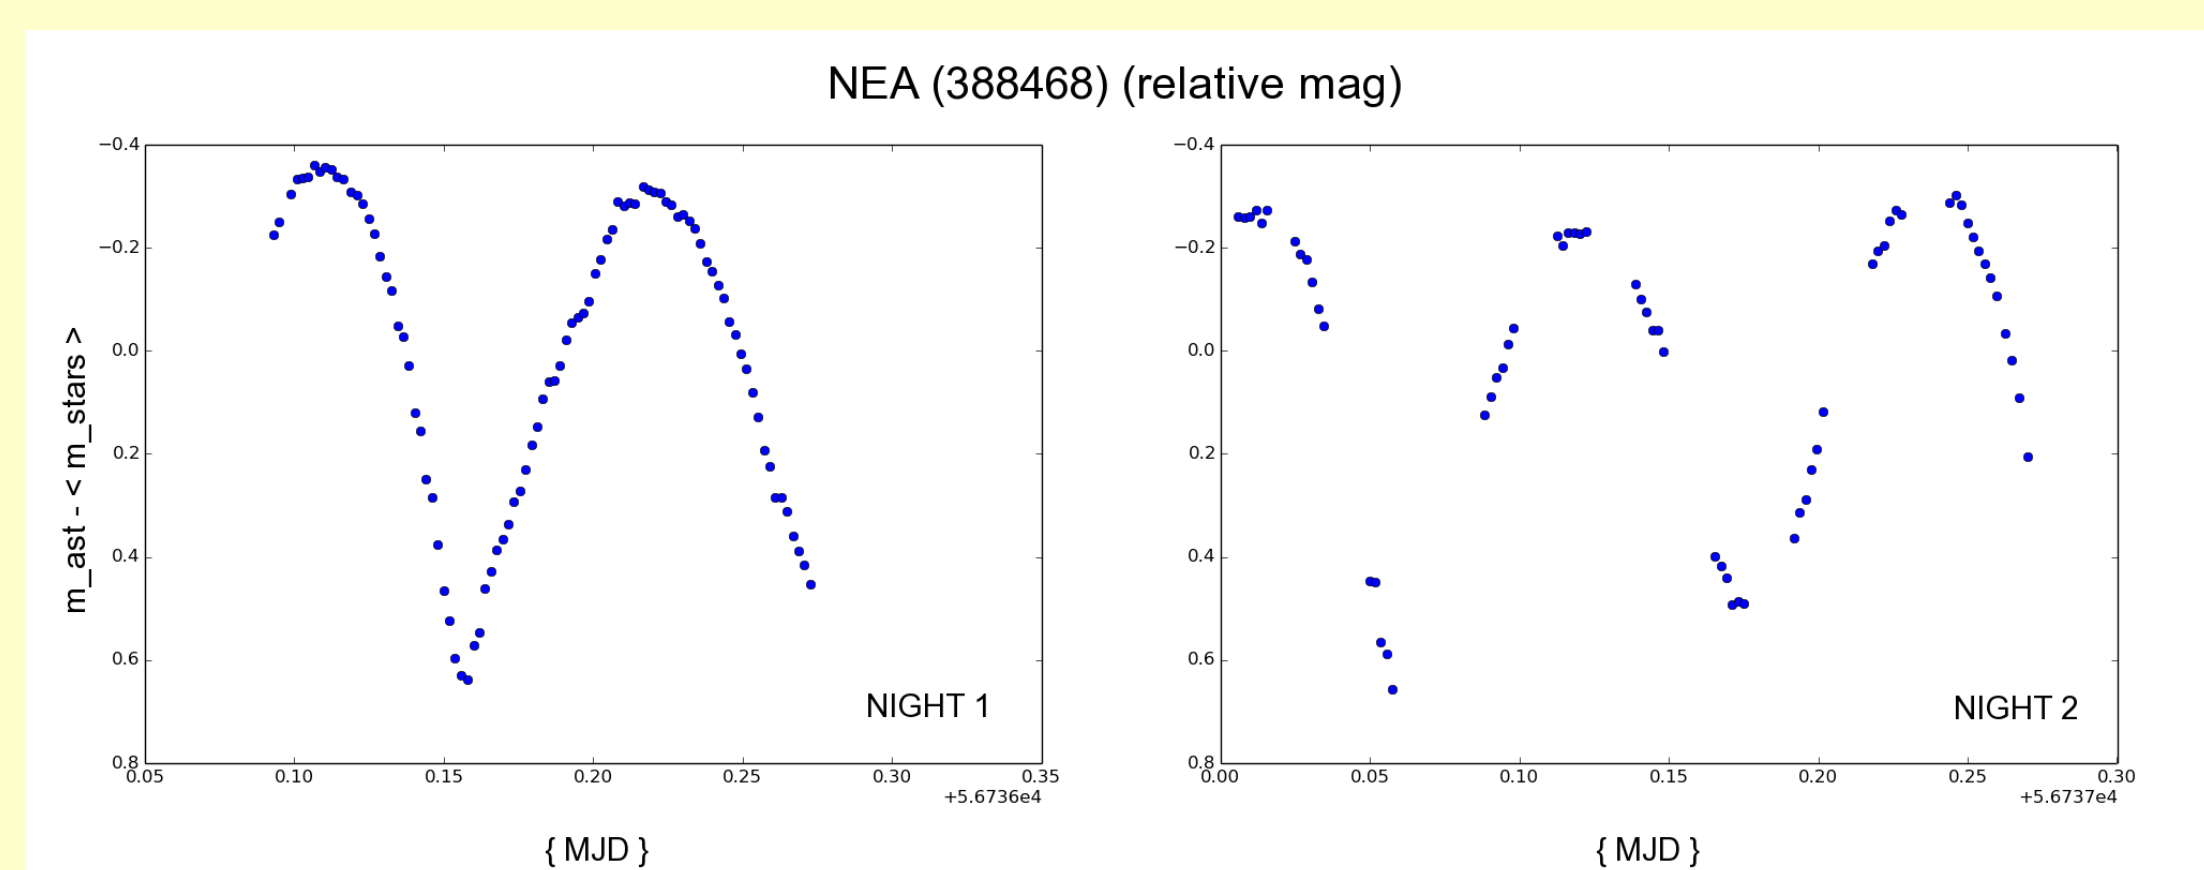 NEA (388468) (relative mag)
m_ast - < m_stars >
−0.4
−0.2
0.0
0.2
0.4
0.6
0.8
0.05 0.10 0.15 0.20 0.25 0.30 0.35
+5.6736e4
NIGHT 1
{ MJD }
−0.4
−0.2
0.0
0.2
0.4
0.6
0.8
0.00 0.05 0.10 0.15 0.20 0.25 0.30
+5.6737e4
NIGHT 2
{ MJD }